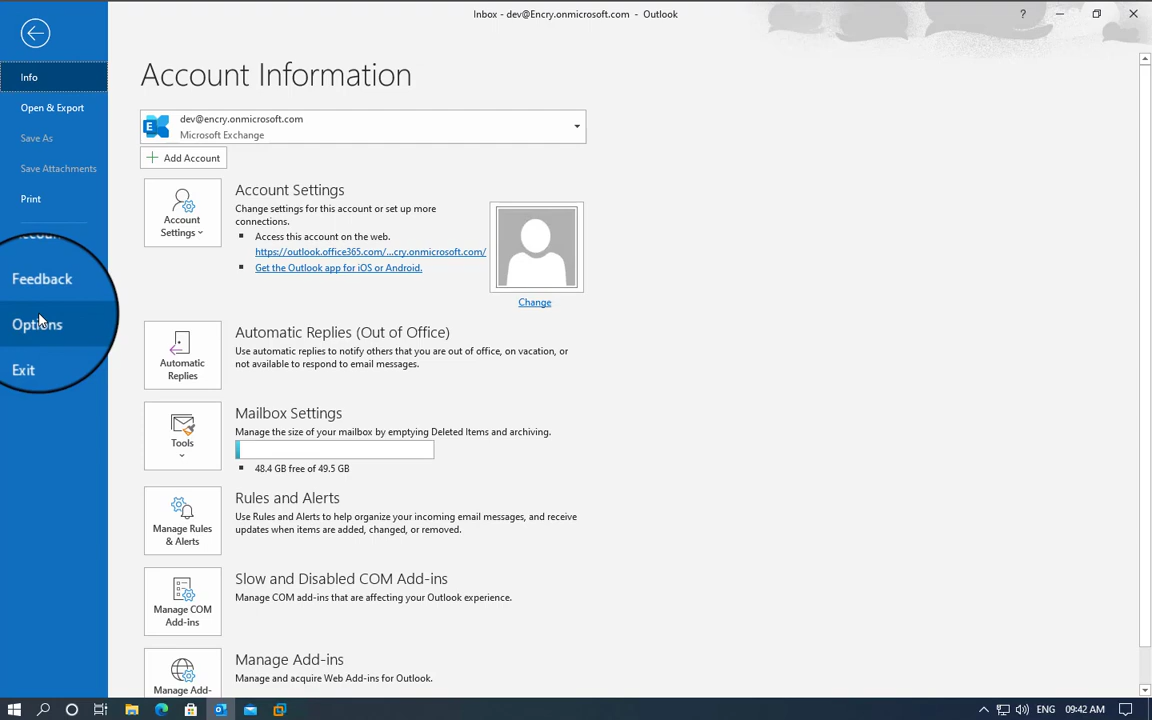 Inbox - dev@Encry.onmicrosoft.com - Outlook
?
Info
Open & Export
Save As
Save Attachments
Print
Feedback
Options
Exit
Account Information
dev@encry.onmicrosoft.com
Microsoft Exchange
E
Add Account
Account Settings
Account Settings
Change settings for this account or set up more
connections.
Access this account on the web.
https://outlook.office365.com/...cry.onmicrosoft.com/
Get the Outlook app for iOS or Android.
Change
Automatic Replies
Automatic Replies (Out of Office)
Use automatic replies to notify others that you are out of office, on vacation, or
not available to respond to email messages.
Tools
Mailbox Settings
Manage the size of your mailbox by emptying Deleted Items and archiving.
48.4 GB free of 49.5 GB
Manage Rules & Alerts
Rules and Alerts
Use Rules and Alerts to help organize your incoming email messages, and receive
updates when items are added, changed, or removed.
Manage COM Add-ins
Slow and Disabled COM Add-ins
Manage COM add-ins that are affecting your Outlook experience.
Manage Add-
Manage Add-ins
Manage and acquire Web Add-ins for Outlook.
ENG
09:42 AM